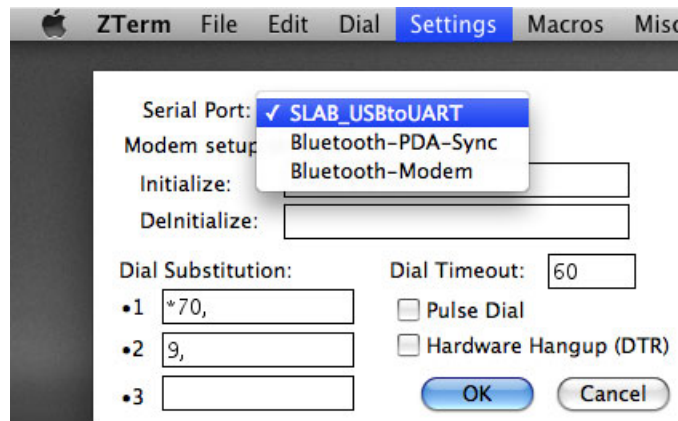 ZTerm File Edit Dial Settings Macros Misc
Serial Port: ✓ SLAB_USBtoUART
Bluetooth-PDA-Sync
Bluetooth-Modem
Modem setup
Initialize:
DeInitialize:
Dial Substitution: Dial Timeout: 60
•1 *70, Pulse Dial
•2 9, Hardware Hangup (DTR)
•3 OK Cancel